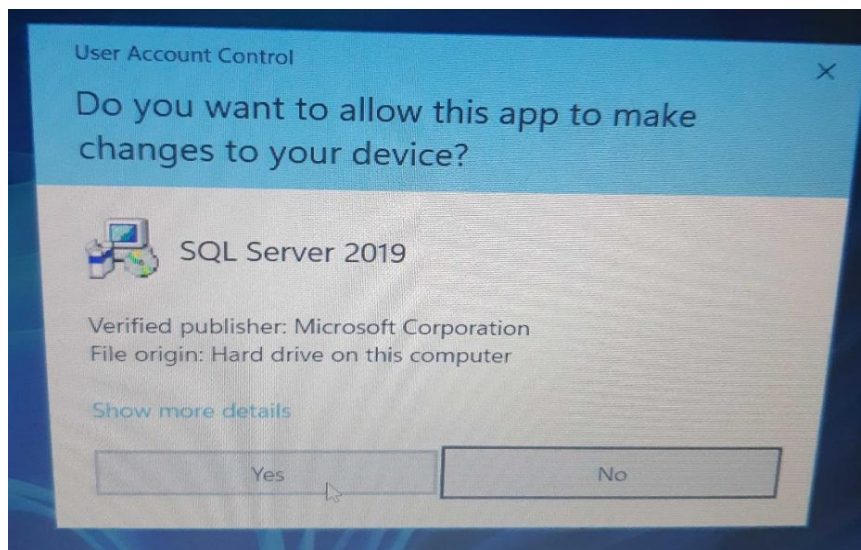 User Account Control
Do you want to allow this app to make
changes to your device?
SQL Server 2019
Verified publisher: Microsoft Corporation
File origin: Hard drive on this computer
Show more details
Yes
No